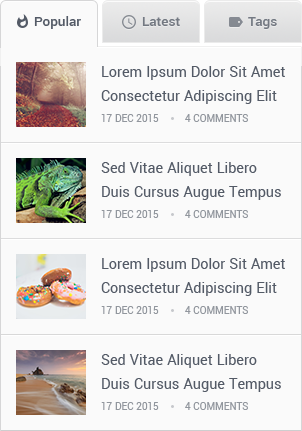 Popular
Latest
Tags
Lorem Ipsum Dolor Sit Amet
Consectetur Adipiscing Elit
17 DEC 2015 • 4 COMMENTS
Sed Vitae Aliquet Libero
Duis Cursus Augue Tempus
17 DEC 2015 • 4 COMMENTS
Lorem Ipsum Dolor Sit Amet
Consectetur Adipiscing Elit
17 DEC 2015 • 4 COMMENTS
Sed Vitae Aliquet Libero
Duis Cursus Augue Tempus
17 DEC 2015 • 4 COMMENTS